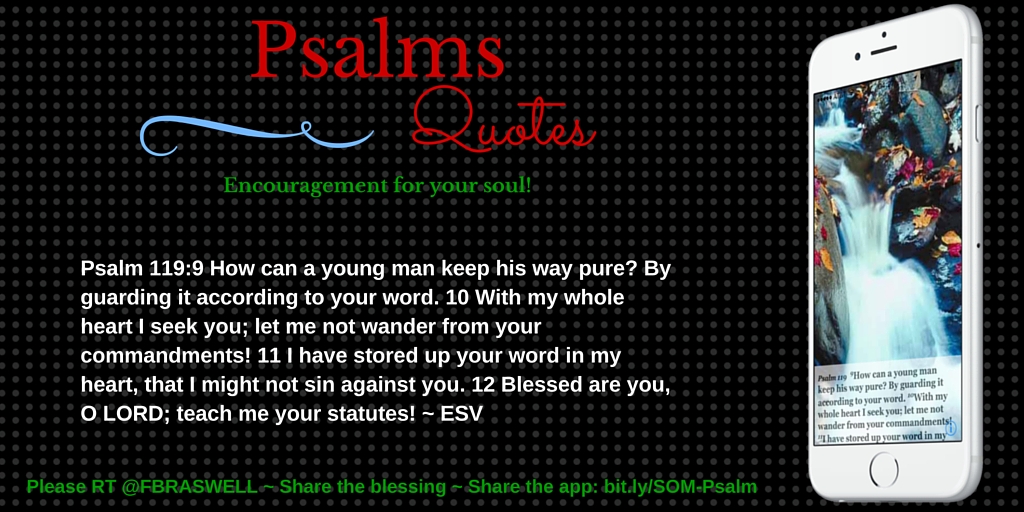 Psalms
Quotes
Encouragement for your soul!
Psalm 119:9 How can a young man keep his way pure? By
guarding it according to your word. 10 With my whole
heart I seek you; let me not wander from your
commandments! 11 I have stored up your word in my
heart, that I might not sin against you. 12 Blessed are you,
O LORD; teach me your statutes! ~ ESV
Psalm 119 ⁹How can a young man
keep his way pure? By guarding it
according to your word. ¹⁰With my
whole heart I seek you; let me not
wander from your commandments!
¹¹I have stored up your word in my
Please RT @FBRASWELL ~ Share the blessing ~ Share the app: bit.ly/SOM-Psalm